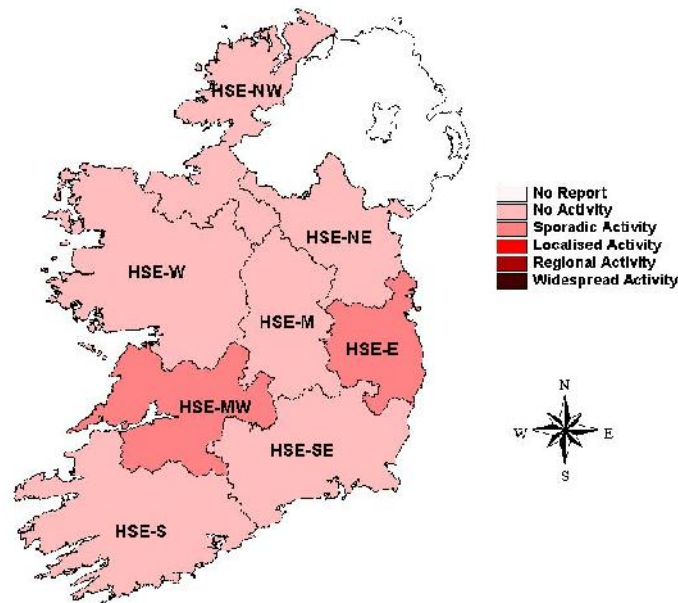 HSE-NW
No Report
No Activity
Sporadic Activity
Localised Activity
Regional Activity
Widespread Activity
HSE-NE
HSE-W
HSE-M
HSE-E
HSE-MW
HSE-SE
HSE-S
N
W
E
S